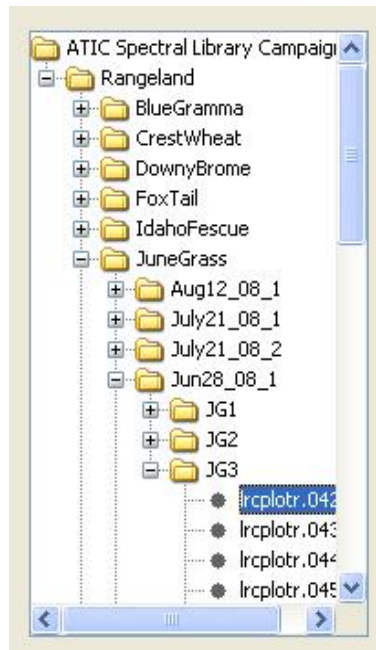 ATIC Spectral Library Campaig
Rangeland
BlueGramma
CrestWheat
DownyBrome
FoxTail
IdahoFescue
JuneGrass
Aug12_08_1
July21_08_1
July21_08_2
Jun28_08_1
JG1
JG2
JG3
lrcplotr.042
lrcplotr.043
lrcplotr.044
lrcplotr.045